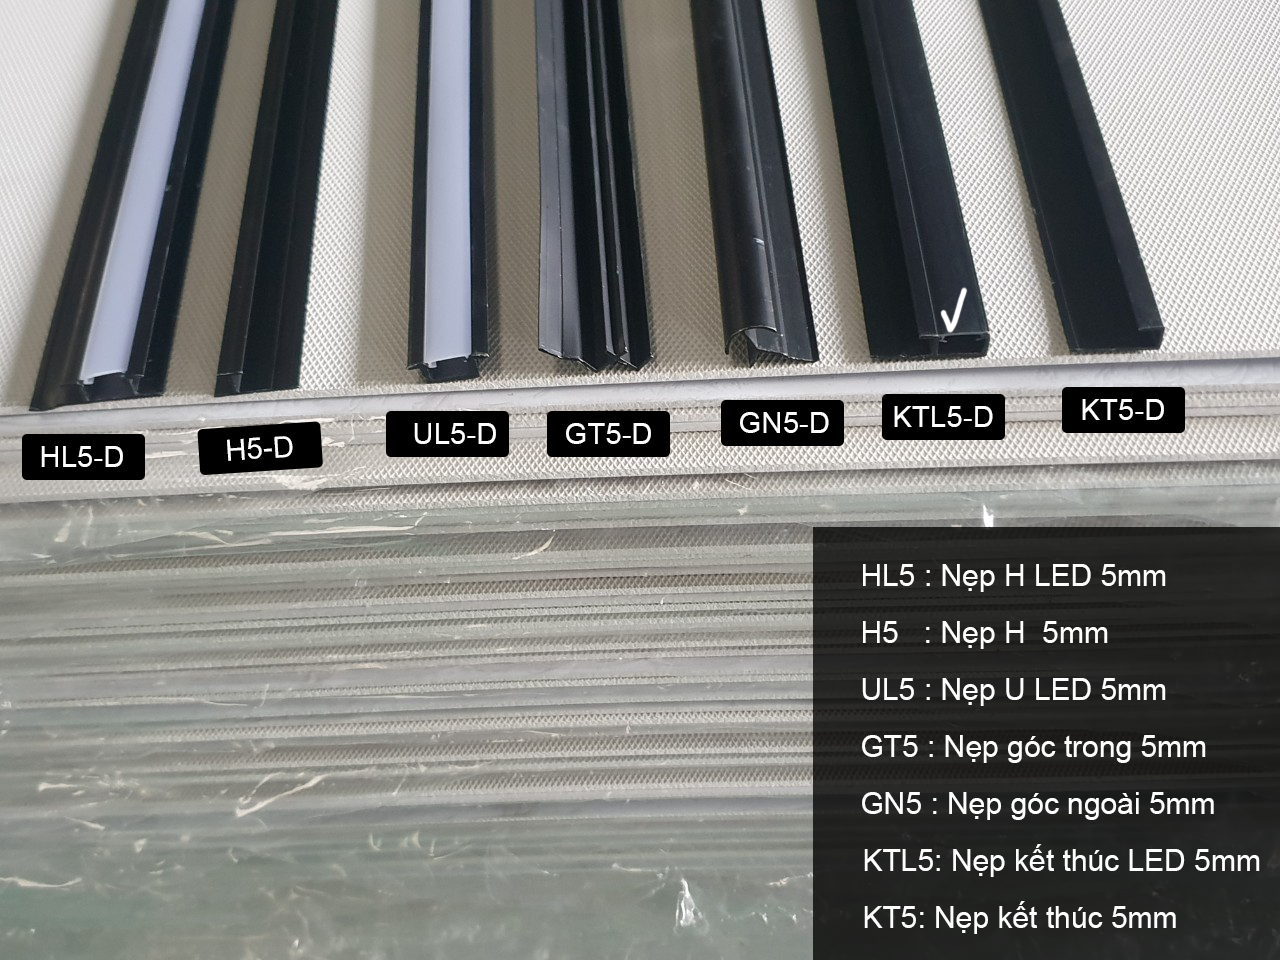 HL5-D
H5-D
UL5-D
GT5-D
GN5-D
KTL5-D
KT5-D
HL5 : Nẹp H LED 5mm
H5 : Nẹp H 5mm
UL5 : Nẹp U LED 5mm
GT5 : Nẹp góc trong 5mm
GN5 : Nẹp góc ngoài 5mm
KTL5: Nẹp kết thúc LED 5mm
KT5: Nẹp kết thúc 5mm